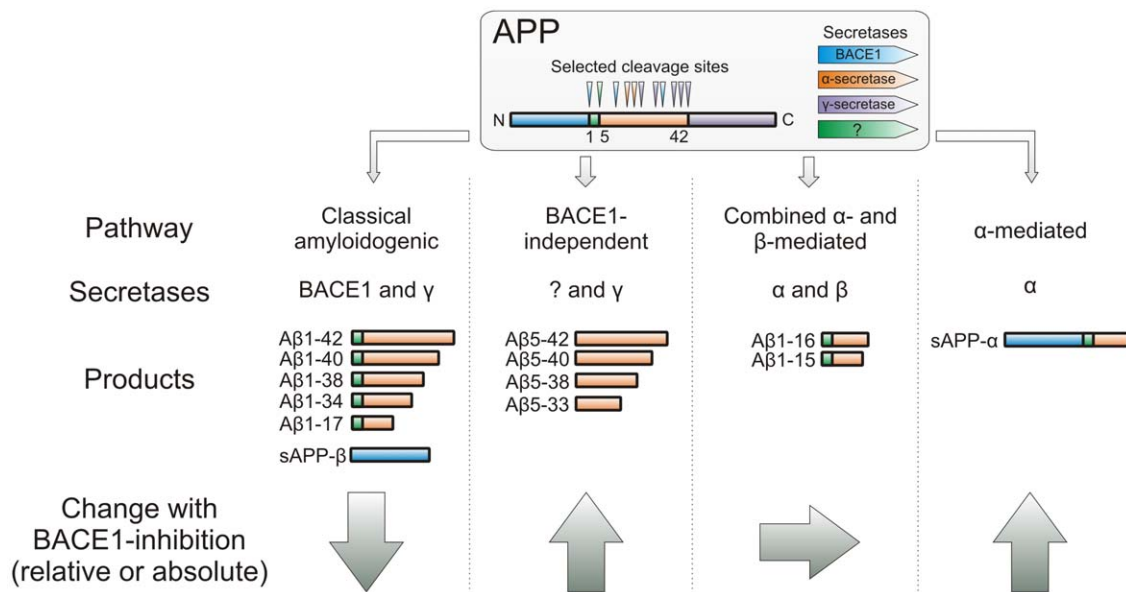 APP
Selected cleavage sites
N
C
1 5 42
Secretases
BACE1
α-secretase
γ-secretase
?
Pathway
Classical
amyloidogenic
BACE1-
independent
Combined α- and
β-mediated
α-mediated
Secretases
BACE1 and γ
? and γ
α and β
α
Products
Aβ1-42
Aβ1-40
Aβ1-38
Aβ1-34
Aβ1-17
sAPP-β
Aβ5-42
Aβ5-40
Aβ5-38
Aβ5-33
Aβ1-16
Aβ1-15
sAPP-α
Change with
BACE1-inhibition
(relative or absolute)